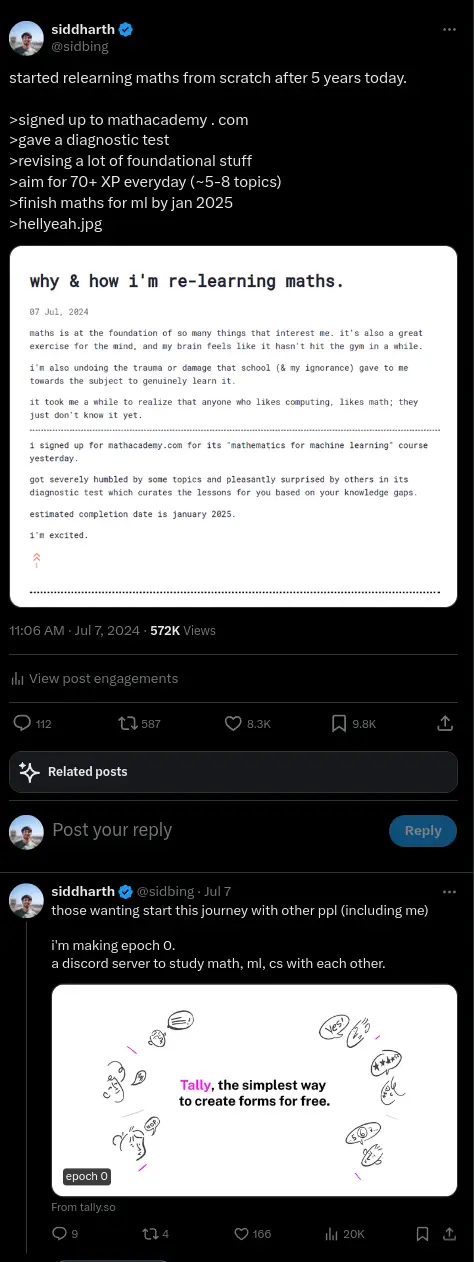 siddharth
@sidbing
started relearning maths from scratch after 5 years today.
>signed up to mathacademy . com
>gave a diagnostic test
>revising a lot of foundational stuff
>aim for 70+ XP everyday (~5-8 topics)
>finish maths for ml by jan 2025
>hellyeah.jpg
why & how i'm re-learning maths.
07 Jul, 2024
maths is at the foundation of so many things that interest me. it's also a great
exercise for the mind, and my brain feels like it hasn't hit the gym in a while.
i'm also undoing the trauma or damage that school (& my ignorance) gave to me
towards the subject to genuinely learn it.
it took me a while to realize that anyone who likes computing, likes math; they
just don't know it yet.
i signed up for mathacademy.com for its "mathematics for machine learning" course
yesterday.
got severely humbled by some topics and pleasantly surprised by others in its
diagnostic test which curates the lessons for you based on your knowledge gaps.
estimated completion date is january 2025.
i'm excited.
1
11:06 AM · Jul 7, 2024 · 572K Views
View post engagements
112 587 8.3K 9.8K
Related posts
Post your reply Reply
siddharth @sidbing · Jul 7
those wanting start this journey with other ppl (including me)
i'm making epoch 0.
a discord server to study math, ml, cs with each other.
Yes!
Tally, the simplest way
to create forms for free.
epoch 0
From tally.so
9 4 166 20K